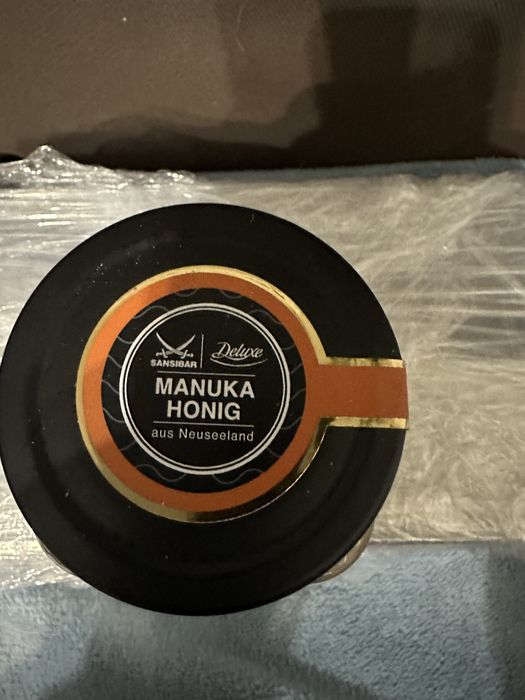 SANSIBAR Deluxe
MANUKA
HONIG
aus Neuseeland